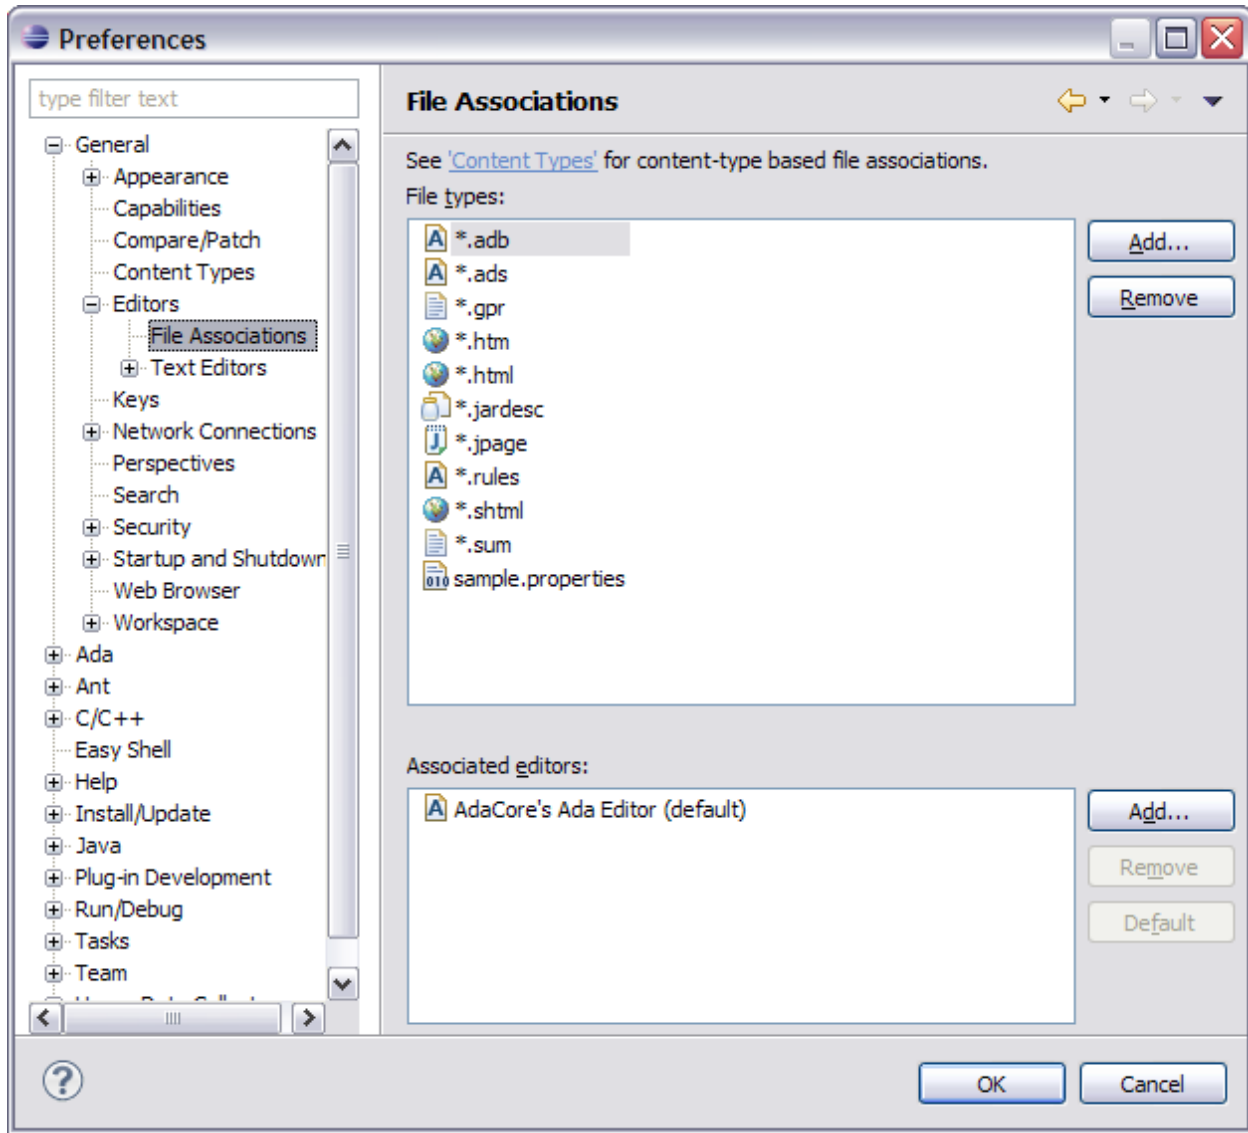 Preferences
type filter text
General
Appearance
Capabilities
Compare/Patch
Content Types
Editors
File Associations
Text Editors
Keys
Network Connections
Perspectives
Search
Security
Startup and Shutdown
Web Browser
Workspace
Ada
Ant
C/C++
Easy Shell
Help
Install/Update
Java
Plug-in Development
Run/Debug
Tasks
Team
File Associations
See 'Content Types' for content-type based file associations.
File types:
*.adb
*.ads
*.gpr
*.htm
*.html
*.jardesc
*.jpage
*.rules
*.shtml
*.sum
sample.properties
Add...
Remove
Associated editors:
AdaCore's Ada Editor (default)
Add...
Remove
Default
OK
Cancel